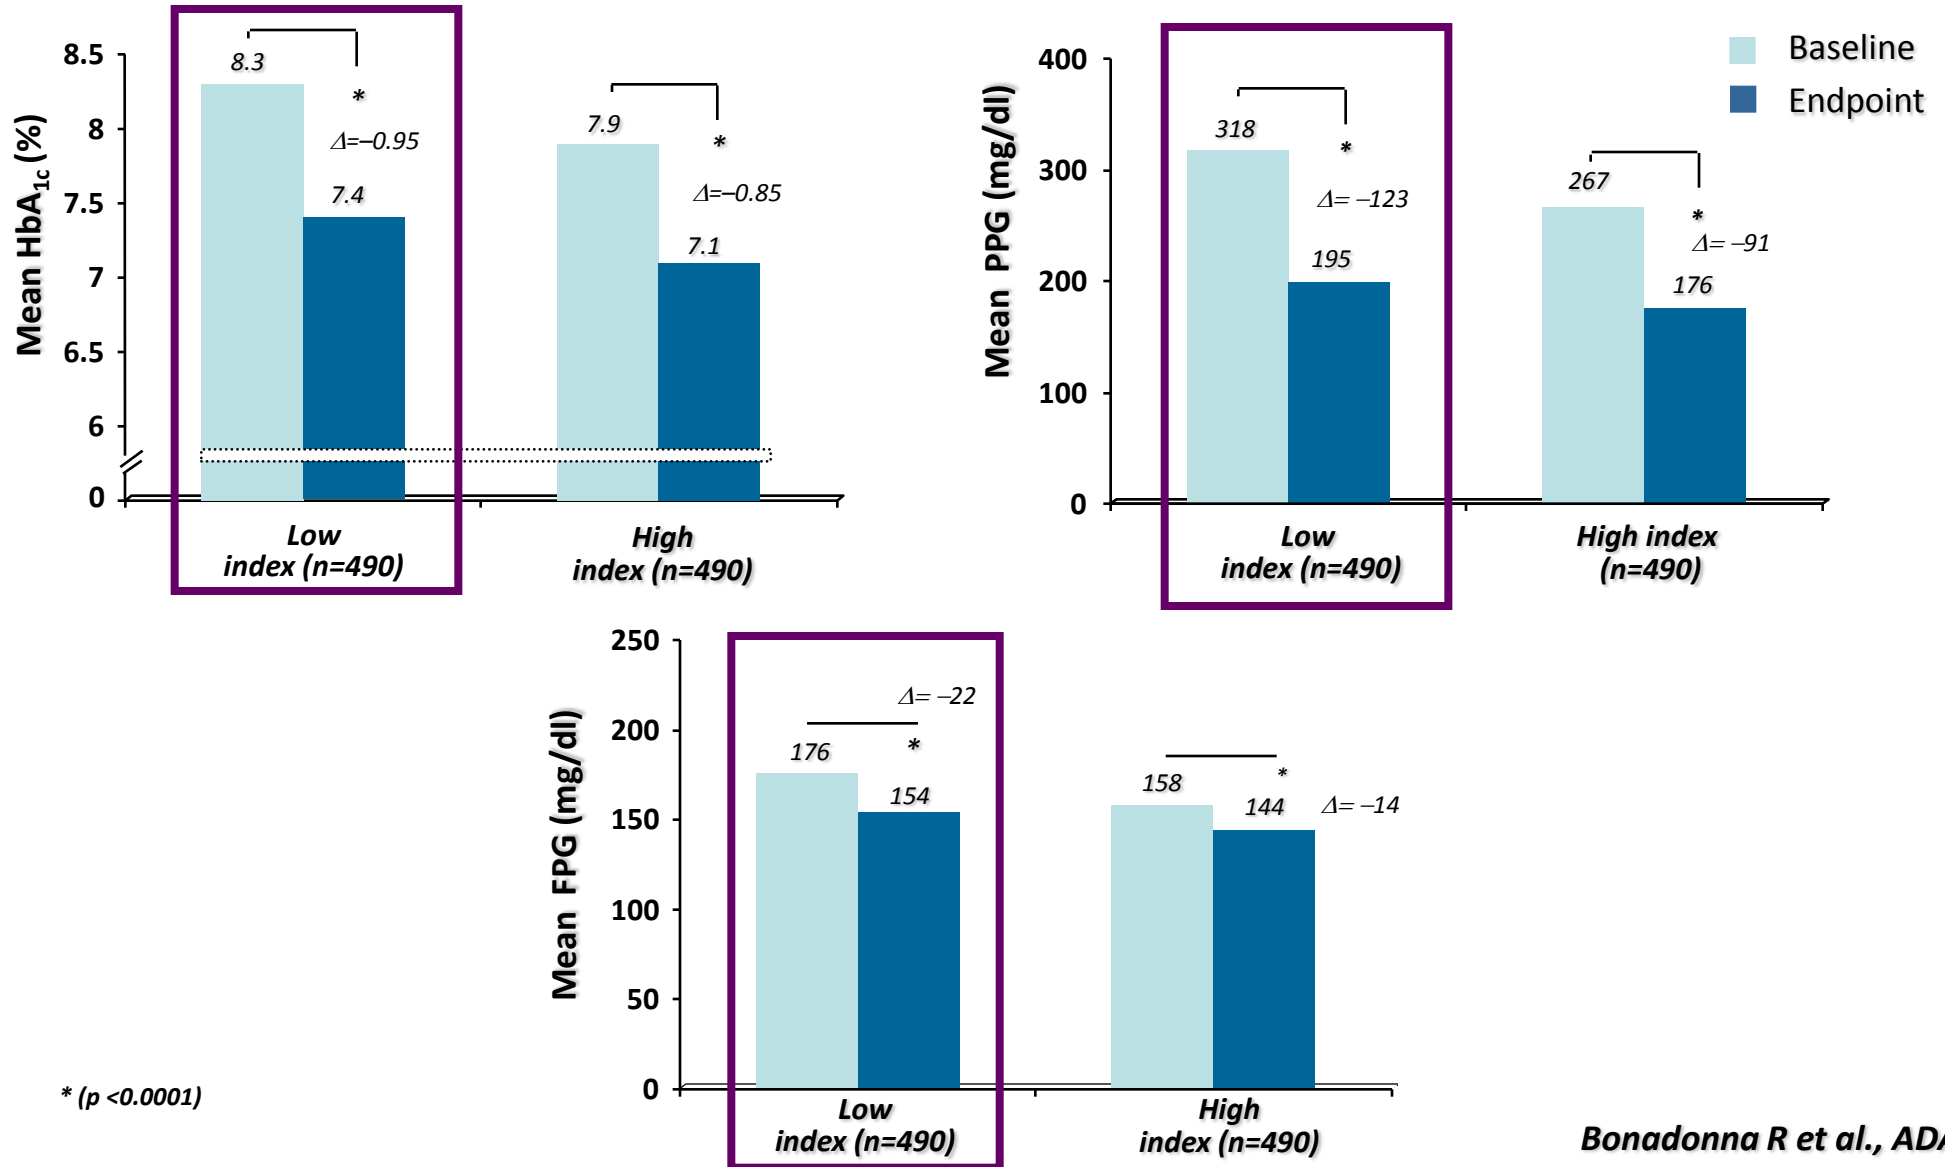 Mean HbA1c (%)
8.5
8
7.5
7
6.5
6
0
8.3
*
Δ=–0.95
7.4
7.9
*
Δ=–0.85
7.1
Low
index (n=490)
High
index (n=490)
Mean PPG (mg/dl)
400
300
200
100
0
318
*
Δ= –123
195
267
*
Δ= –91
176
Low
index (n=490)
High index
(n=490)
Baseline
Endpoint
Mean FPG (mg/dl)
250
200
150
100
50
0
Δ= –22
176
*
154
158
*
144
Δ= –14
Low
index (n=490)
High
index (n=490)
* (p <0.0001)
Bonadonna R et al., ADA